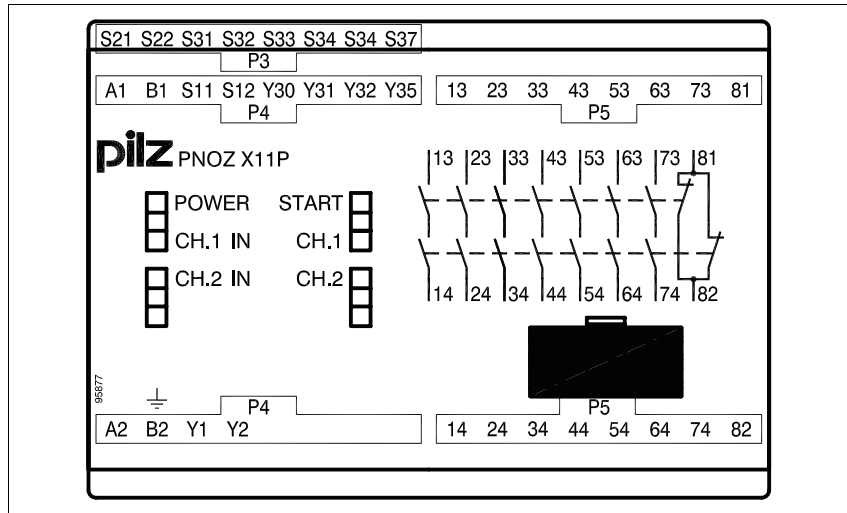 S21 S22 S31 S32 S33 S34 S34 S37
P3
A1 B1 S11 S12 Y30 Y31 Y32 Y35
P4
13 23 33 43 53 63 73 81
P5
pilz PNOZ X11P
POWER START
CH.1 IN CH.1
CH.2 IN CH.2
13 23 33 43 53 63 73 81
14 24 34 44 54 64 74 82
95877
P4
A2 B2 Y1 Y2
P5
14 24 34 44 54 64 74 82